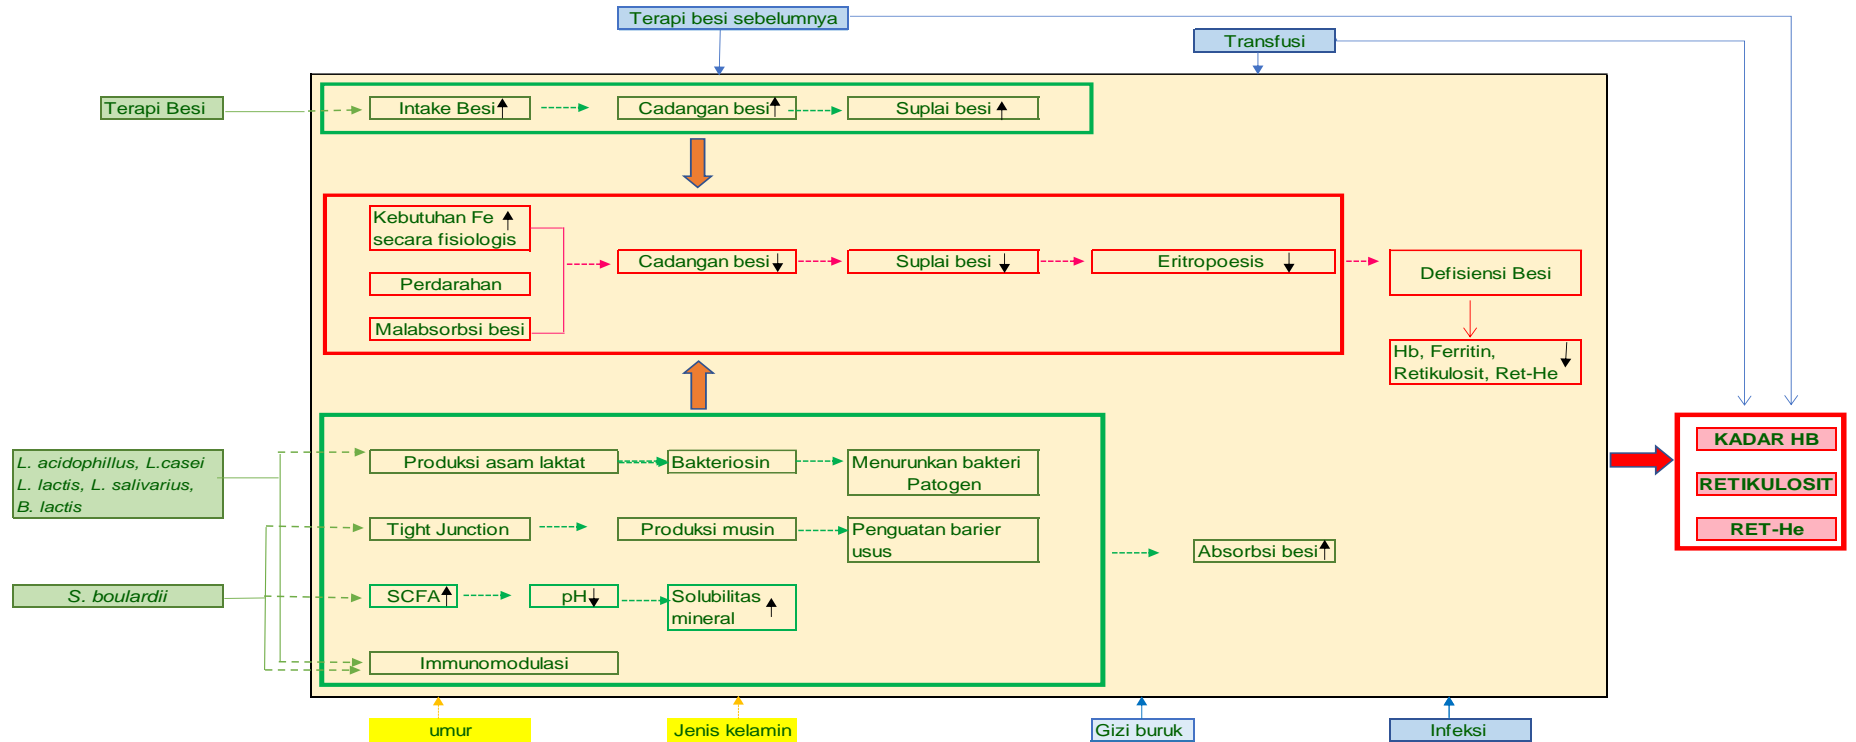 Terapi besi sebelumnya
Transfusi
Terapi Besi
Intake Besi
Cadangan besi
Suplai besi
Kebutuhan Fe
secara fisiologis
Perdarahan
Malabsorbsi besi
Cadangan besi
Suplai besi
Eritropoesis
Defisiensi Besi
Hb, Ferritin,
Retikulosit, Ret-He
L. acidophillus, L.casei
L. lactis, L. salivarius,
B. lactis
S. boulardii
Produksi asam laktat
Bakteriosin
Menurunkan bakteri
Patogen
Tight Junction
Produksi musin
Penguatan barier
usus
SCFA
pH
Solubilitas
mineral
Immunomodulasi
Absorbsi besi
KADAR HB
RETIKULOSIT
RET-He
umur
Jenis kelamin
Gizi buruk
Infeksi